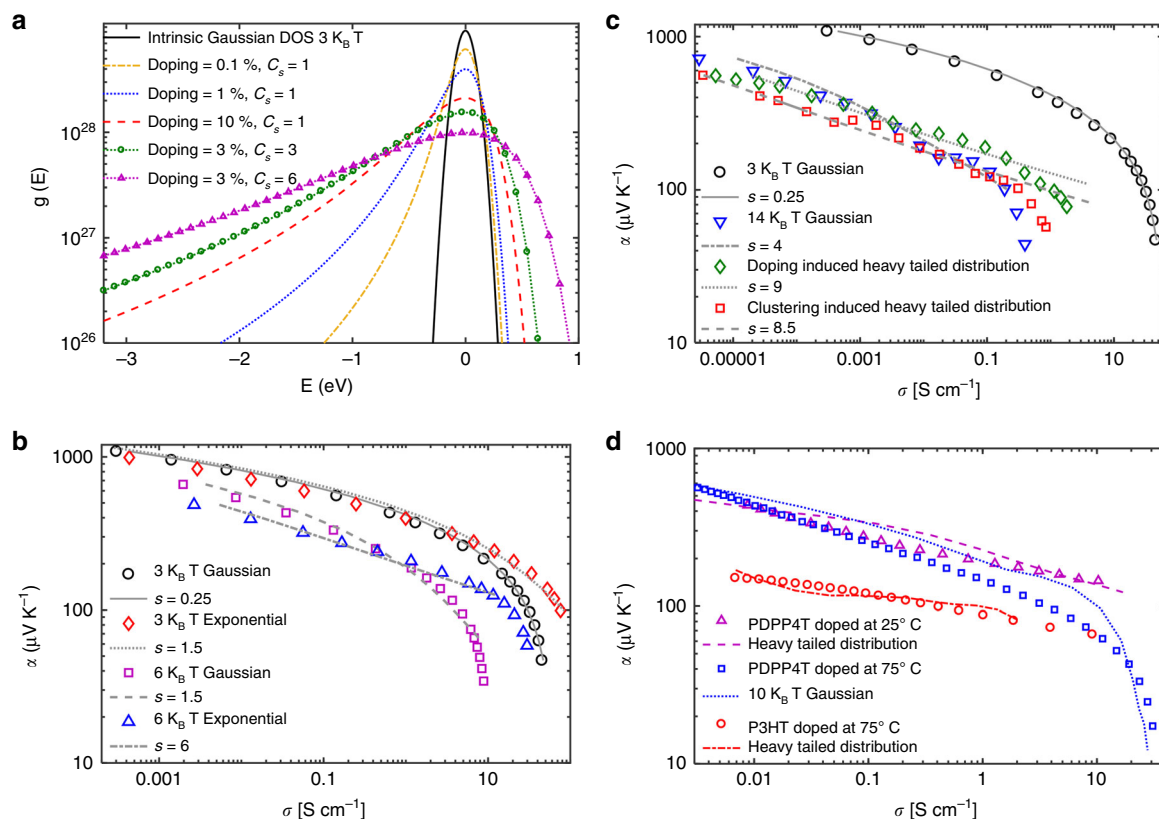 a
Intrinsic Gaussian DOS 3 K_B T
Doping = 0.1 %, C_s = 1
Doping = 1 %, C_s = 1
Doping = 10 %, C_s = 1
Doping = 3 %, C_s = 3
Doping = 3 %, C_s = 6
10^28
10^27
10^26
g (E)
−3 −2 −1 0 1
E (eV)
b
1000
100
10
α (μV K⁻¹)
3 K_B T Gaussian
s = 0.25
3 K_B T Exponential
s = 1.5
6 K_B T Gaussian
s = 1.5
6 K_B T Exponential
s = 6
0.001 0.1 10
σ [S cm⁻¹]
c
1000
100
10
α (μV K⁻¹)
3 K_B T Gaussian
s = 0.25
14 K_B T Gaussian
s = 4
Doping induced heavy tailed distribution
s = 9
Clustering induced heavy tailed distribution
s = 8.5
0.00001 0.001 0.1 10
σ [S cm⁻¹]
d
1000
100
10
α (μV K⁻¹)
PDPP4T doped at 25° C
Heavy tailed distribution
PDPP4T doped at 75° C
10 K_B T Gaussian
P3HT doped at 75° C
Heavy tailed distribution
0.01 0.1 1 10
σ [S cm⁻¹]